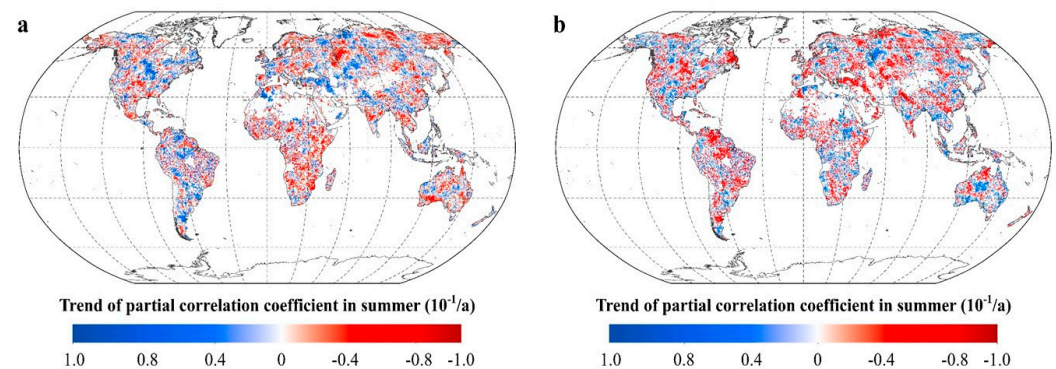 a
b
Trend of partial correlation coefficient in summer (10⁻¹/a)
Trend of partial correlation coefficient in summer (10⁻¹/a)
1.0 0.8 0.4 0 -0.4 -0.8 -1.0
1.0 0.8 0.4 0 -0.4 -0.8 -1.0